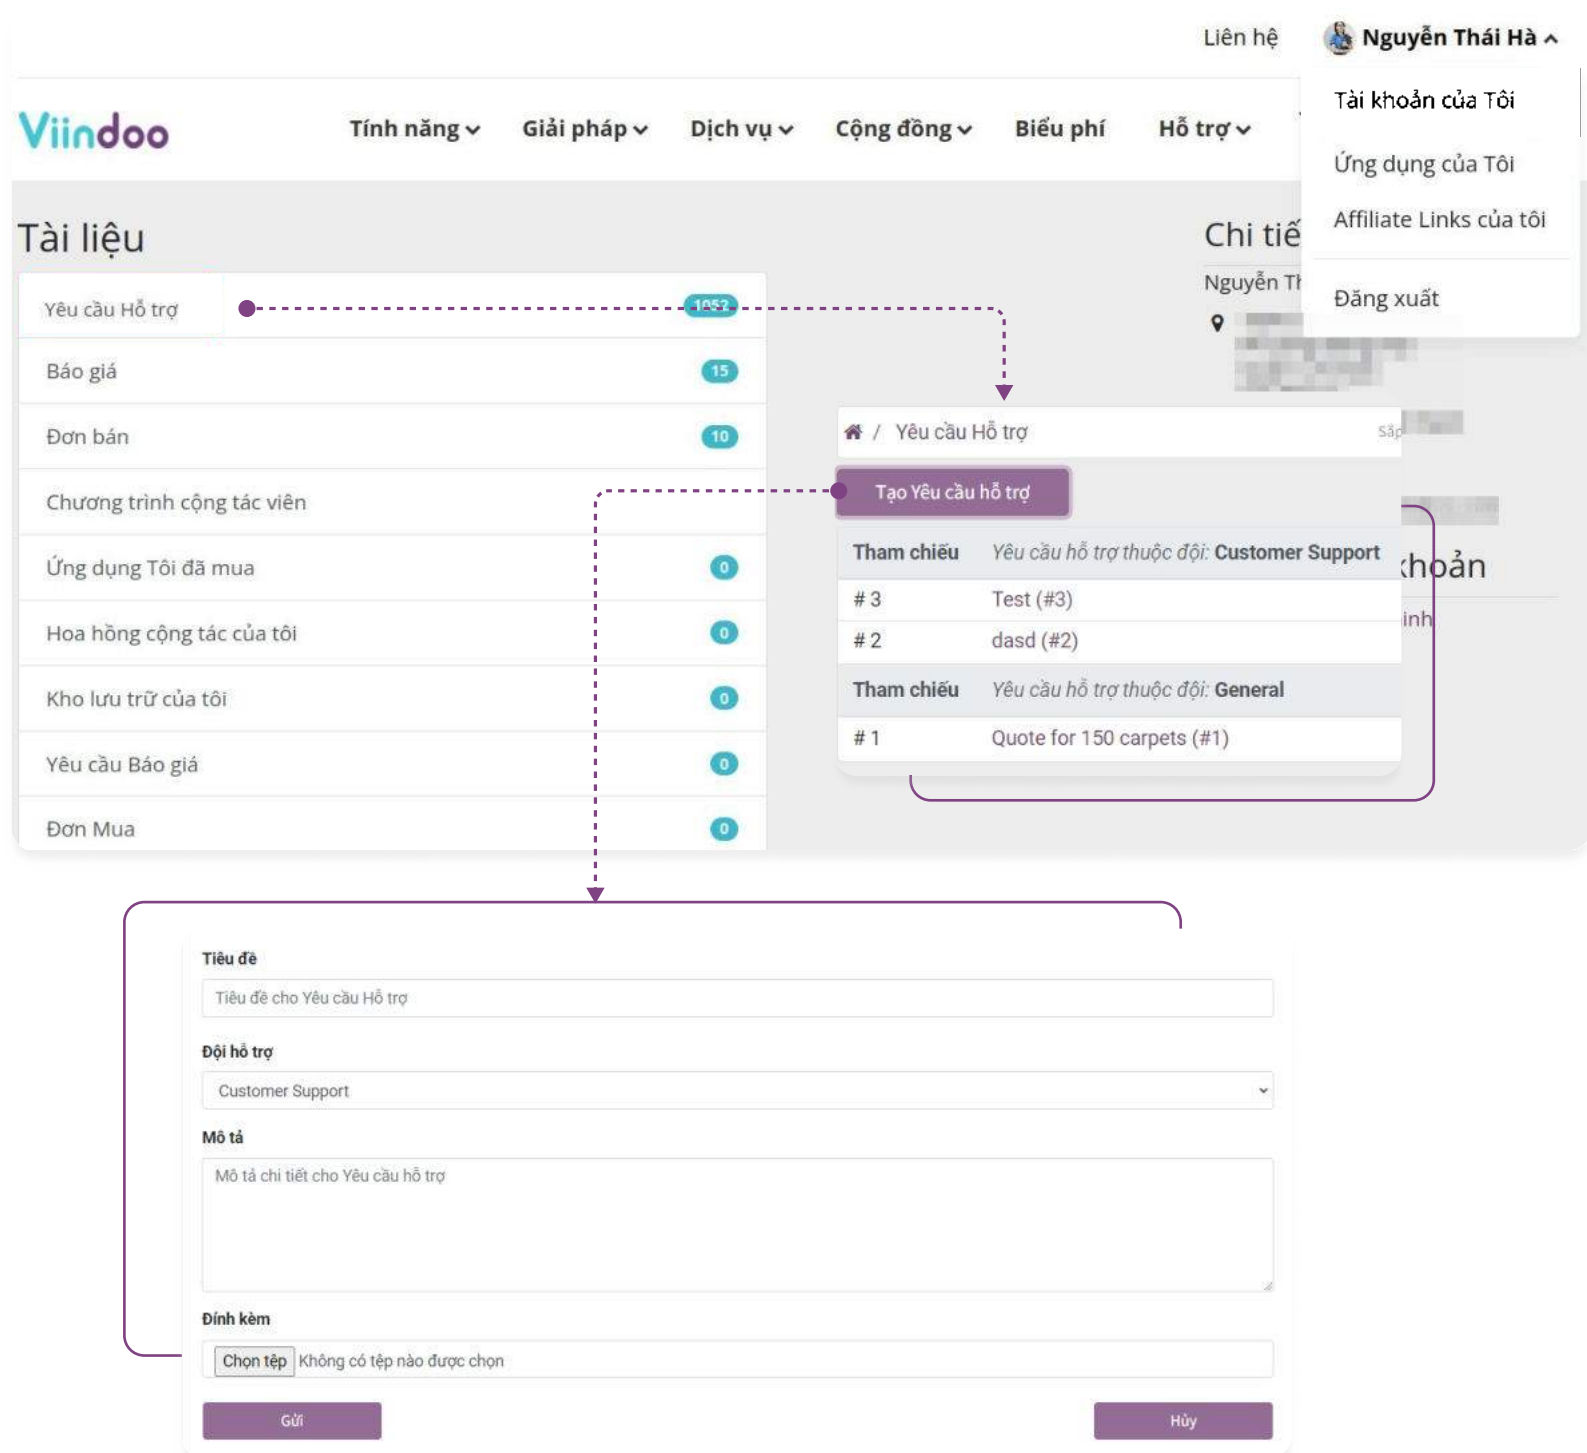 Liên hệ
Nguyễn Thái Hà
Tài khoản của Tôi
Ứng dụng của Tôi
Affiliate Links của tôi
Đăng xuất
Viindoo
Tính năng
Giải pháp
Dịch vụ
Cộng đồng
Biểu phí
Hỗ trợ
Tài liệu
Yêu cầu Hỗ trợ 1052
Báo giá 15
Đơn bán 10
Chương trình cộng tác viên
Ứng dụng Tôi đã mua 0
Hoa hồng cộng tác của tôi 0
Kho lưu trữ của tôi 0
Yêu cầu Báo giá 0
Đơn Mua 0
Chi tiế
Nguyễn Th
/ Yêu cầu Hỗ trợ
Sắp
Tạo Yêu cầu hỗ trợ
Tham chiếu Yêu cầu hỗ trợ thuộc đội: Customer Support
# 3 Test (#3)
# 2 dasd (#2)
Tham chiếu Yêu cầu hỗ trợ thuộc đội: General
# 1 Quote for 150 carpets (#1)
khoản
inh
Tiêu đề
Tiêu đề cho Yêu cầu Hỗ trợ
Đội hỗ trợ
Customer Support
Mô tả
Mô tả chi tiết cho Yêu cầu hỗ trợ
Đính kèm
Chọn tệp Không có tệp nào được chọn
Gửi
Hủy